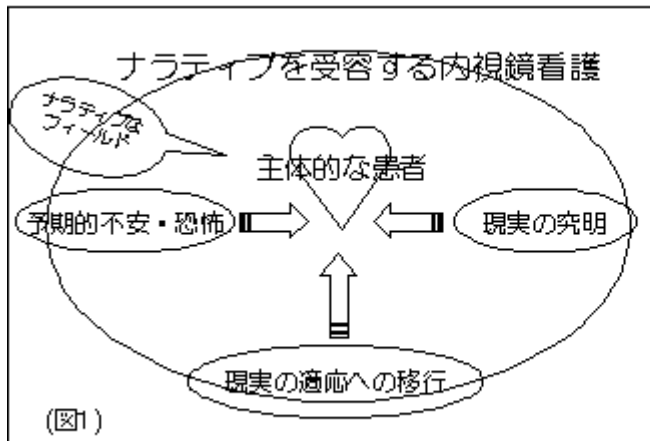 ナラティブを受容する内視鏡看護
ナラティブな
フィールド
主体的な患者
予期的不安・恐怖
現実の究明
現実の適応への移行
(図1)